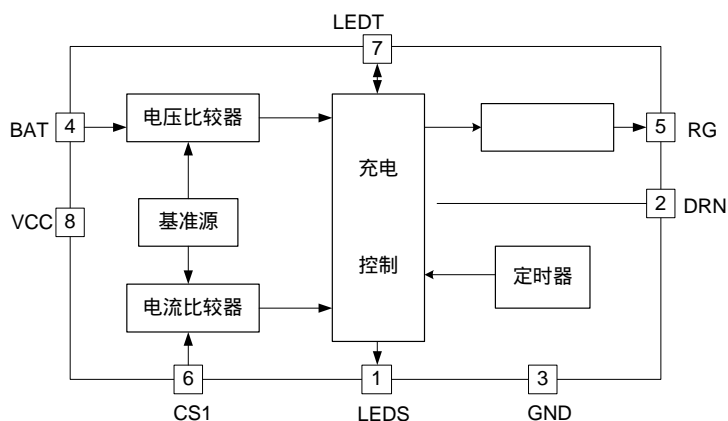 LEDT
7
电压比较器
BAT
4
5
RG
充电
2
DRN
VCC
8
基准源
控制
定时器
电流比较器
6
1
3
CS1
LEDS
GND